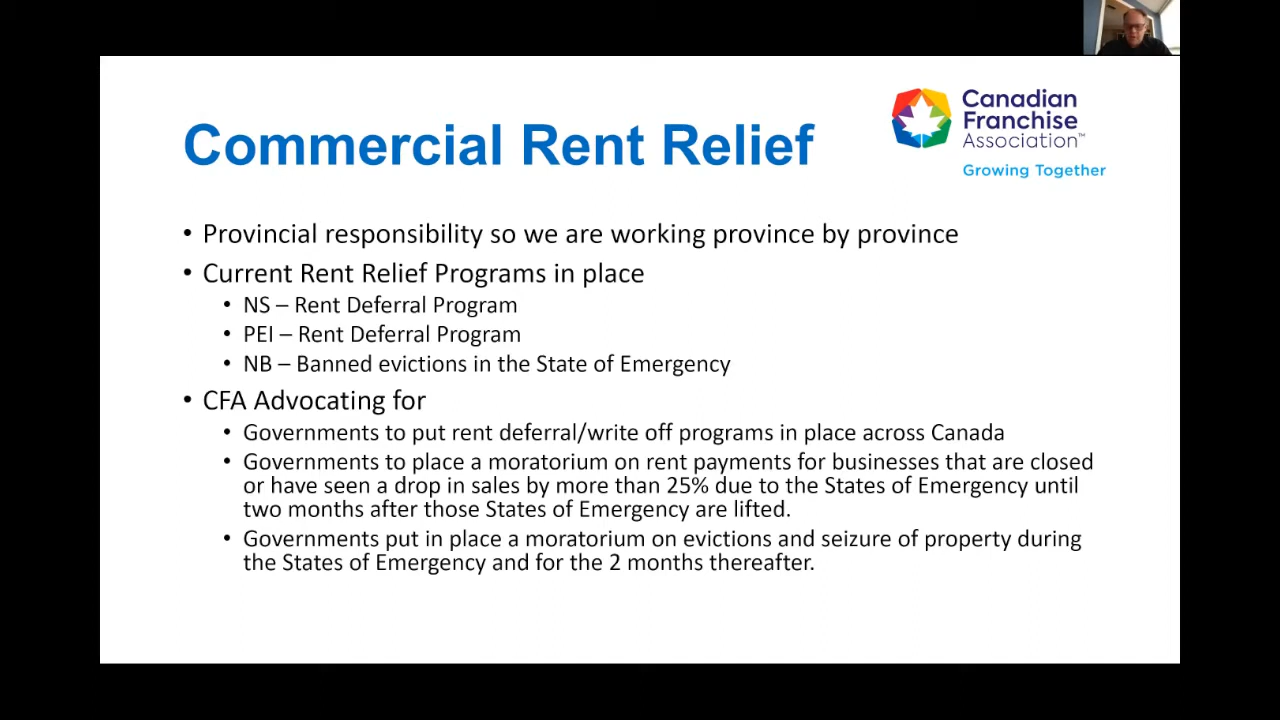 Canadian
Franchise
Association™
Growing Together
Commercial Rent Relief
• Provincial responsibility so we are working province by province
• Current Rent Relief Programs in place
• NS – Rent Deferral Program
• PEI – Rent Deferral Program
• NB – Banned evictions in the State of Emergency
• CFA Advocating for
• Governments to put rent deferral/write off programs in place across Canada
• Governments to place a moratorium on rent payments for businesses that are closed
or have seen a drop in sales by more than 25% due to the States of Emergency until
two months after those States of Emergency are lifted.
• Governments put in place a moratorium on evictions and seizure of property during
the States of Emergency and for the 2 months thereafter.